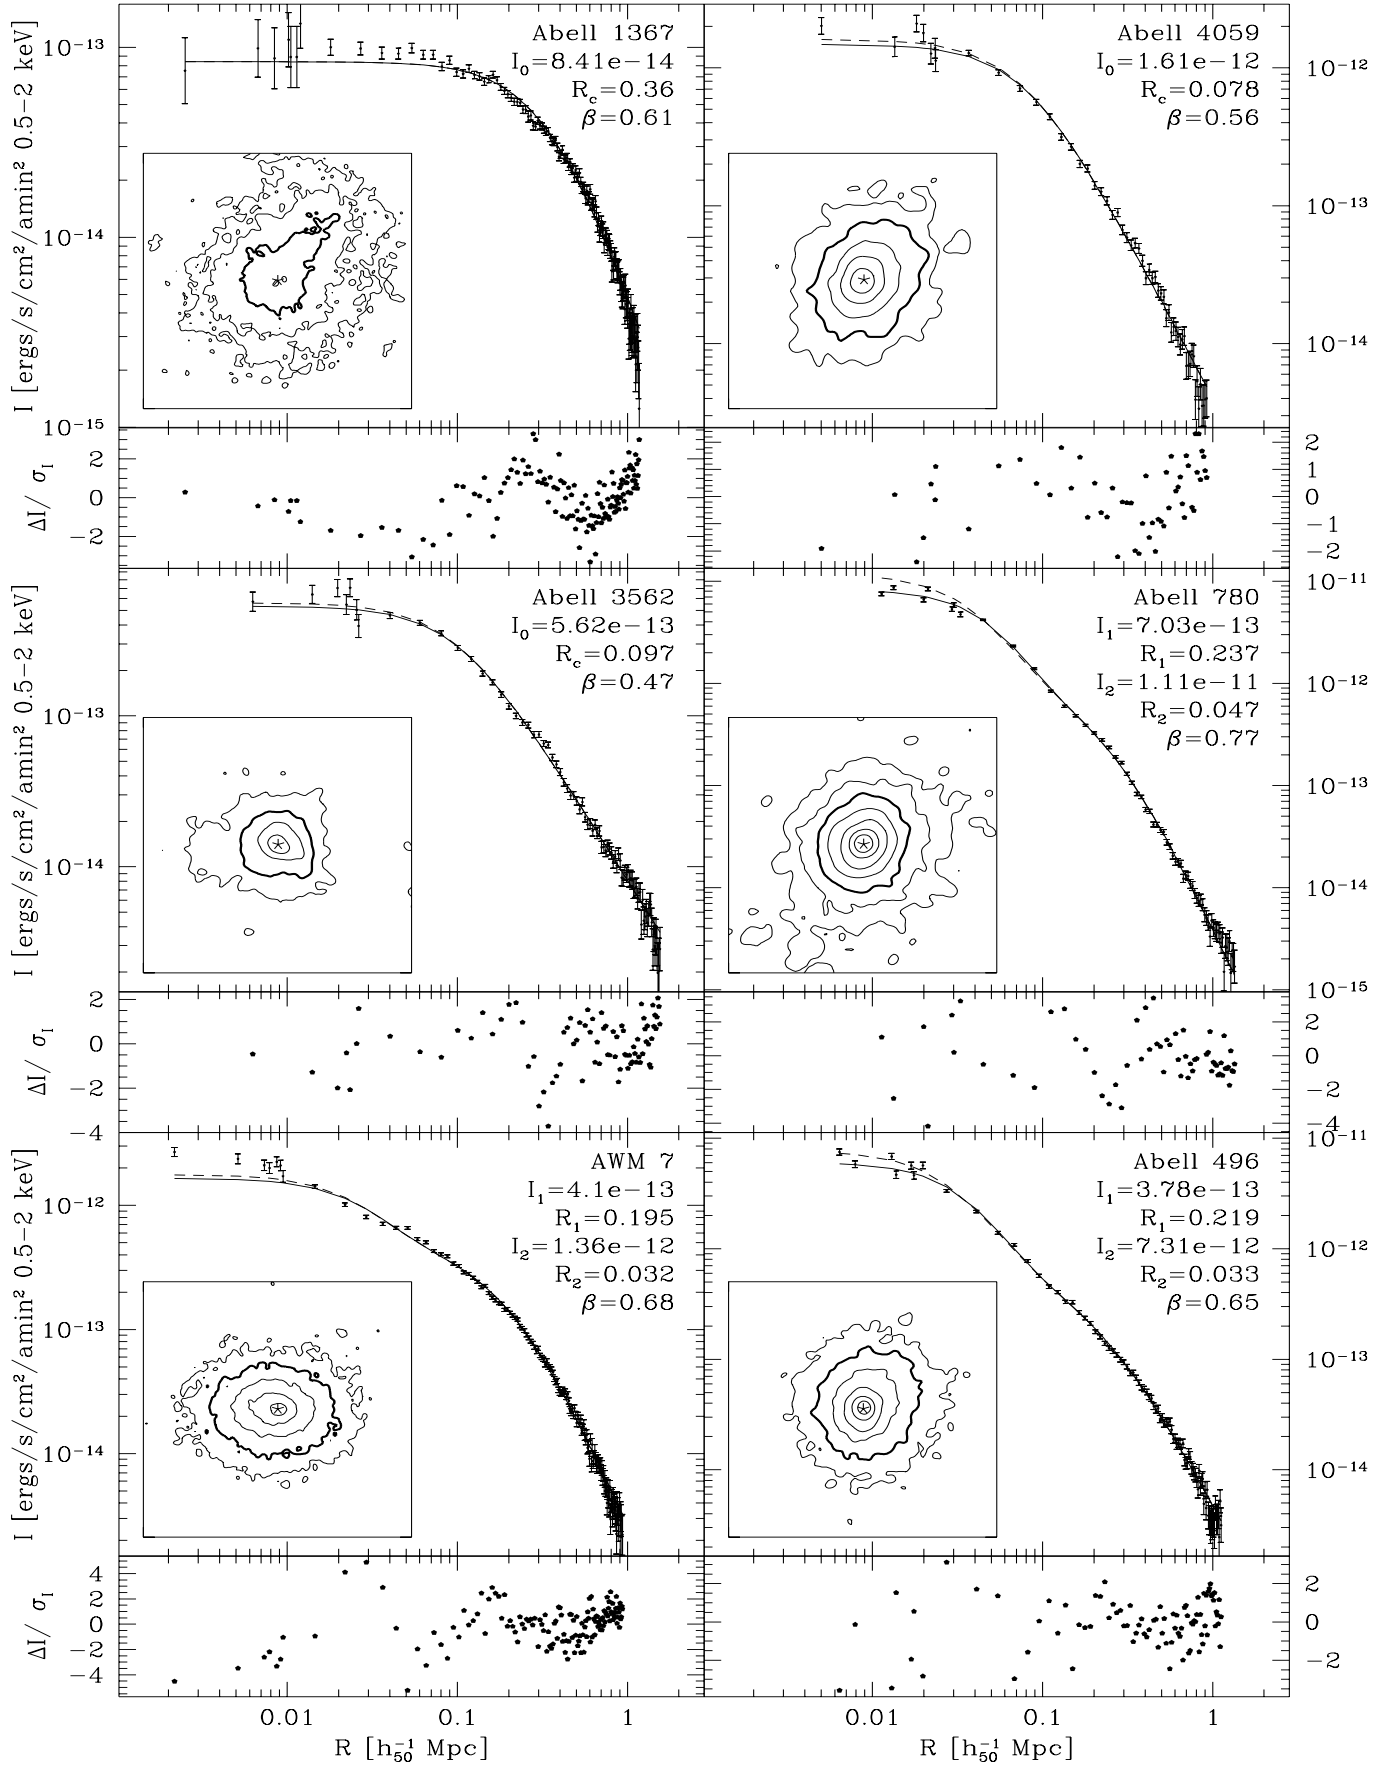 I [ergs/s/cm²/amin² 0.5−2 keV]
10⁻¹³
10⁻¹⁴
10⁻¹⁵
Abell 1367
I₀=8.41e−14
R꜀=0.36
β=0.61
Abell 4059
I₀=1.61e−12
R꜀=0.078
β=0.56
10⁻¹²
10⁻¹³
10⁻¹⁴
ΔI/ σ_I
2
0
−2
2
1
0
−1
−2
I [ergs/s/cm²/amin² 0.5−2 keV]
10⁻¹³
10⁻¹⁴
Abell 3562
I₀=5.62e−13
R꜀=0.097
β=0.47
Abell 780
I₁=7.03e−13
R₁=0.237
I₂=1.11e−11
R₂=0.047
β=0.77
10⁻¹¹
10⁻¹²
10⁻¹³
10⁻¹⁴
10⁻¹⁵
ΔI/ σ_I
2
0
−2
−4
2
0
−2
−4
I [ergs/s/cm²/amin² 0.5−2 keV]
10⁻¹²
10⁻¹³
10⁻¹⁴
AWM 7
I₁=4.1e−13
R₁=0.195
I₂=1.36e−12
R₂=0.032
β=0.68
Abell 496
I₁=3.78e−13
R₁=0.219
I₂=7.31e−12
R₂=0.033
β=0.65
10⁻¹¹
10⁻¹²
10⁻¹³
10⁻¹⁴
ΔI/ σ_I
4
2
0
−2
−4
2
0
−2
0.01 0.1 1
0.01 0.1 1
R [h₅₀⁻¹ Mpc]
R [h₅₀⁻¹ Mpc]